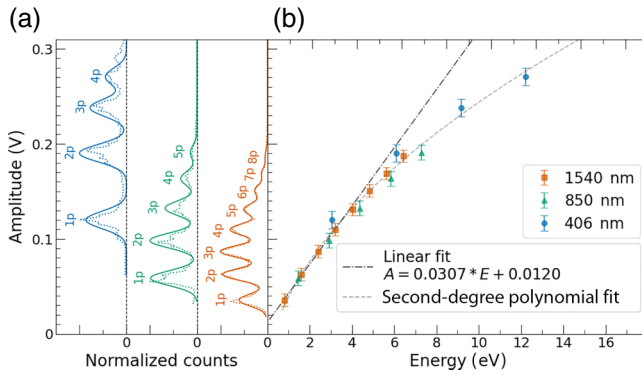 (a)
(b)
0.3
0.2
0.1
0
Amplitude (V)
4p
3p
2p
1p
5p
4p
3p
2p
1p
8p
7p
6p
5p
4p
3p
2p
1p
0 0 0
Normalized counts
1540 nm
850 nm
406 nm
Linear fit
A=0.0307*E+0.0120
Second-degree polynomial fit
0 2 4 6 8 10 12 14 16
Energy (eV)